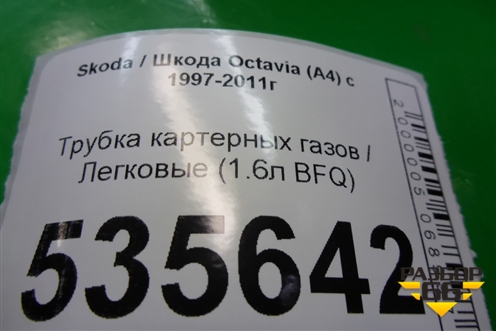 Skoda / Шкода Octavia (A4) с
1997-2011г
Трубка картерных газов /
Легковые (1.6л BFQ)
535642
РАЗБОР
66